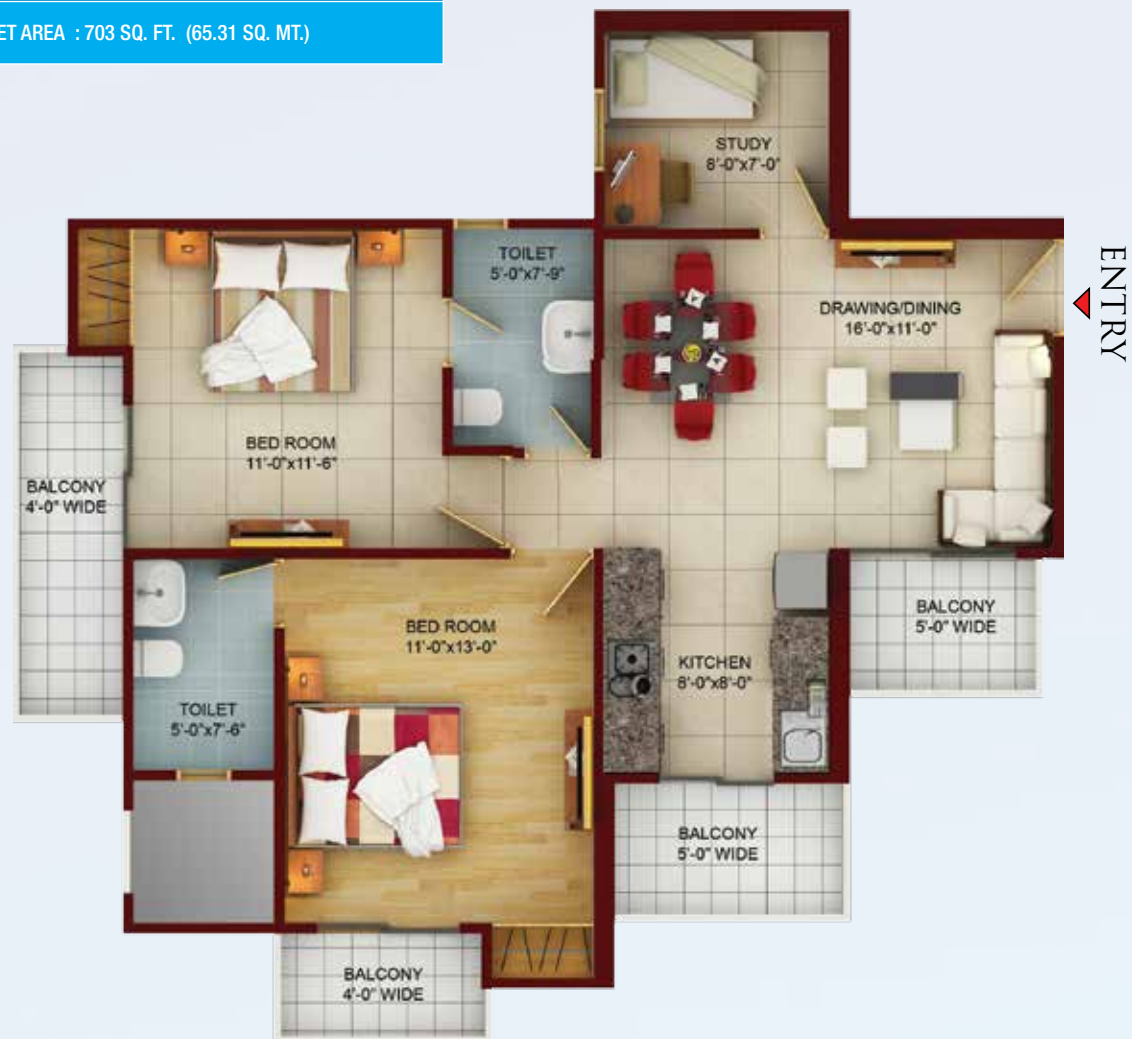 ET AREA : 703 SQ. FT. (65.31 SQ. MT.)
STUDY
8'-0"x7'-0"
TOILET
5'-0"x7'-9"
DRAWING/DINING
16'-0"x11'-0"
ENTRY
BED ROOM
11'-0"x11'-6"
BALCONY
4'-0" WIDE
BED ROOM
11'-0"x13'-0"
BALCONY
5'-0" WIDE
KITCHEN
8'-0"x8'-0"
TOILET
5'-0"x7'-6"
BALCONY
5'-0" WIDE
BALCONY
4'-0" WIDE